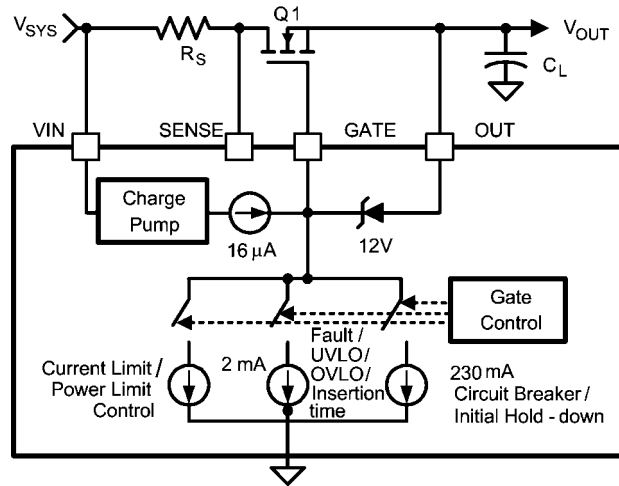 Q1
VSYS
RS
VOUT
CL
VIN
SENSE
GATE
OUT
Charge
Pump
16 μA
12V
Gate
Control
Current Limit /
Power Limit
Control
2 mA
Fault /
UVLO /
OVLO /
Insertion
time
230 mA
Circuit Breaker /
Initial Hold - down